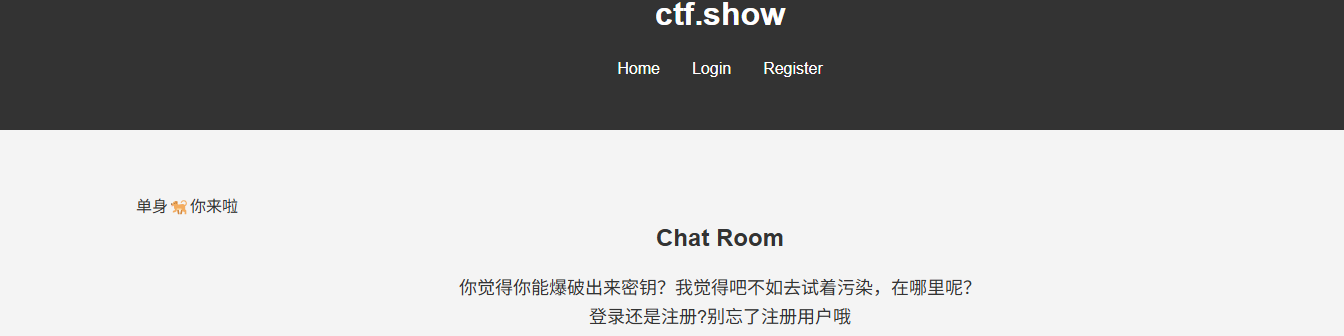 ctf.show
Home Login Register
单身🐕你来啦
Chat Room
你觉得你能爆破出来密钥？我觉得吧不如去试着污染，在哪里呢？
登录还是注册?别忘了注册用户哦